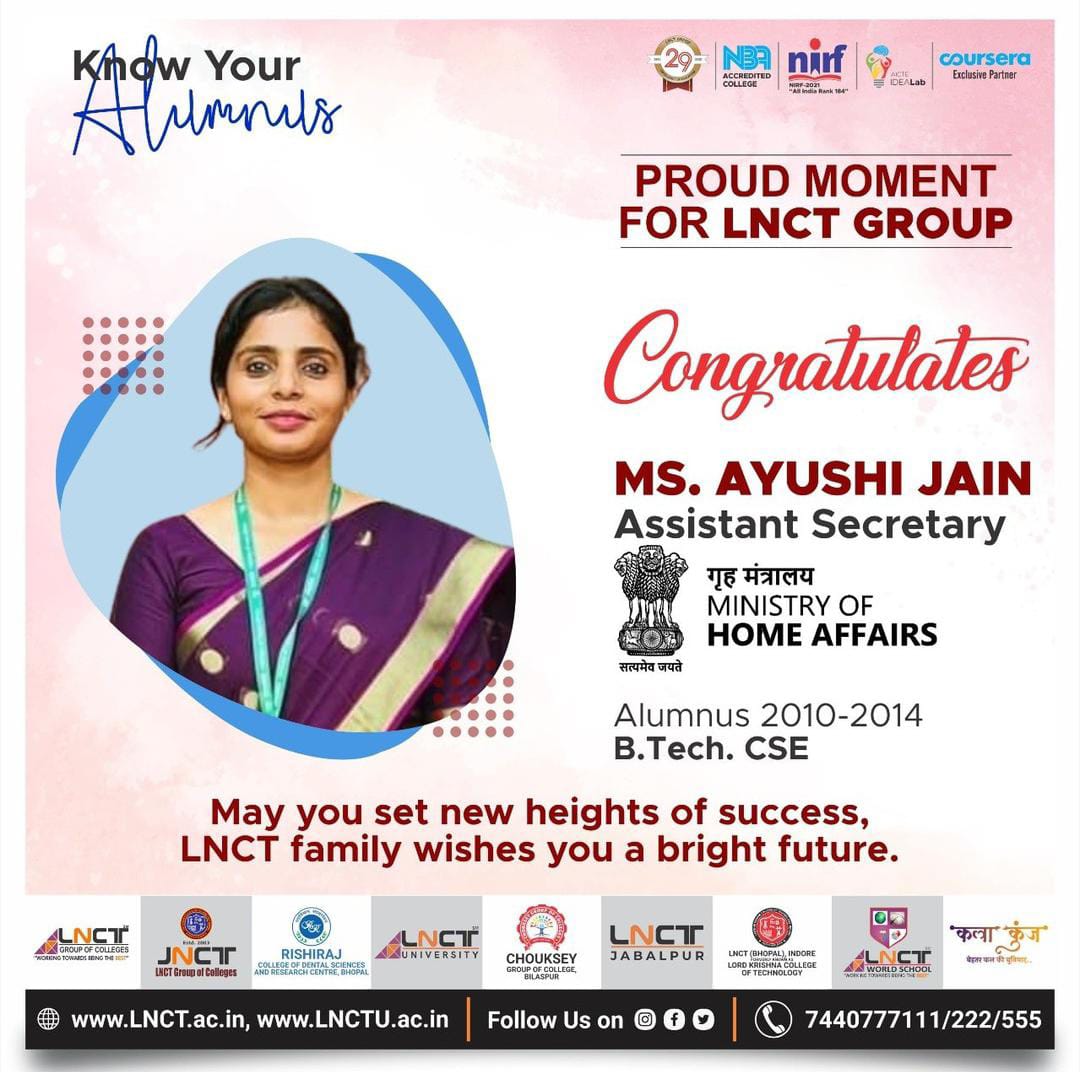 Know Your
Alumnus
29
NBA
ACCREDITED
COLLEGE
nirf
NIRF-2021
"All India Rank 184"
AICTE
IDEALab
coursera
Exclusive Partner
PROUD MOMENT
FOR LNCT GROUP
Congratulates
MS. AYUSHI JAIN
Assistant Secretary
गृह मंत्रालय
MINISTRY OF
HOME AFFAIRS
सत्यमेव जयते
Alumnus 2010-2014
B.Tech. CSE
May you set new heights of success,
LNCT family wishes you a bright future.
LNCT
GROUP OF COLLEGES
"WORKING TOWARDS BEING THE BEST"
JNCT
LNCT Group of Colleges
RISHIRAJ
COLLEGE OF DENTAL SCIENCES
AND RESEARCH CENTRE, BHOPAL
LNCT
UNIVERSITY
CHOUKSEY
GROUP OF COLLEGE,
BILASPUR
LNCT
JABALPUR
LNCT (BHOPAL), INDORE
LORD KRISHNA COLLEGE
OF TECHNOLOGY
LNCT
WORLD SCHOOL
"WORKING TOWARDS BEING THE BEST"
कला कुंज
www.LNCT.ac.in, www.LNCTU.ac.in
Follow Us on
7440777111/222/555